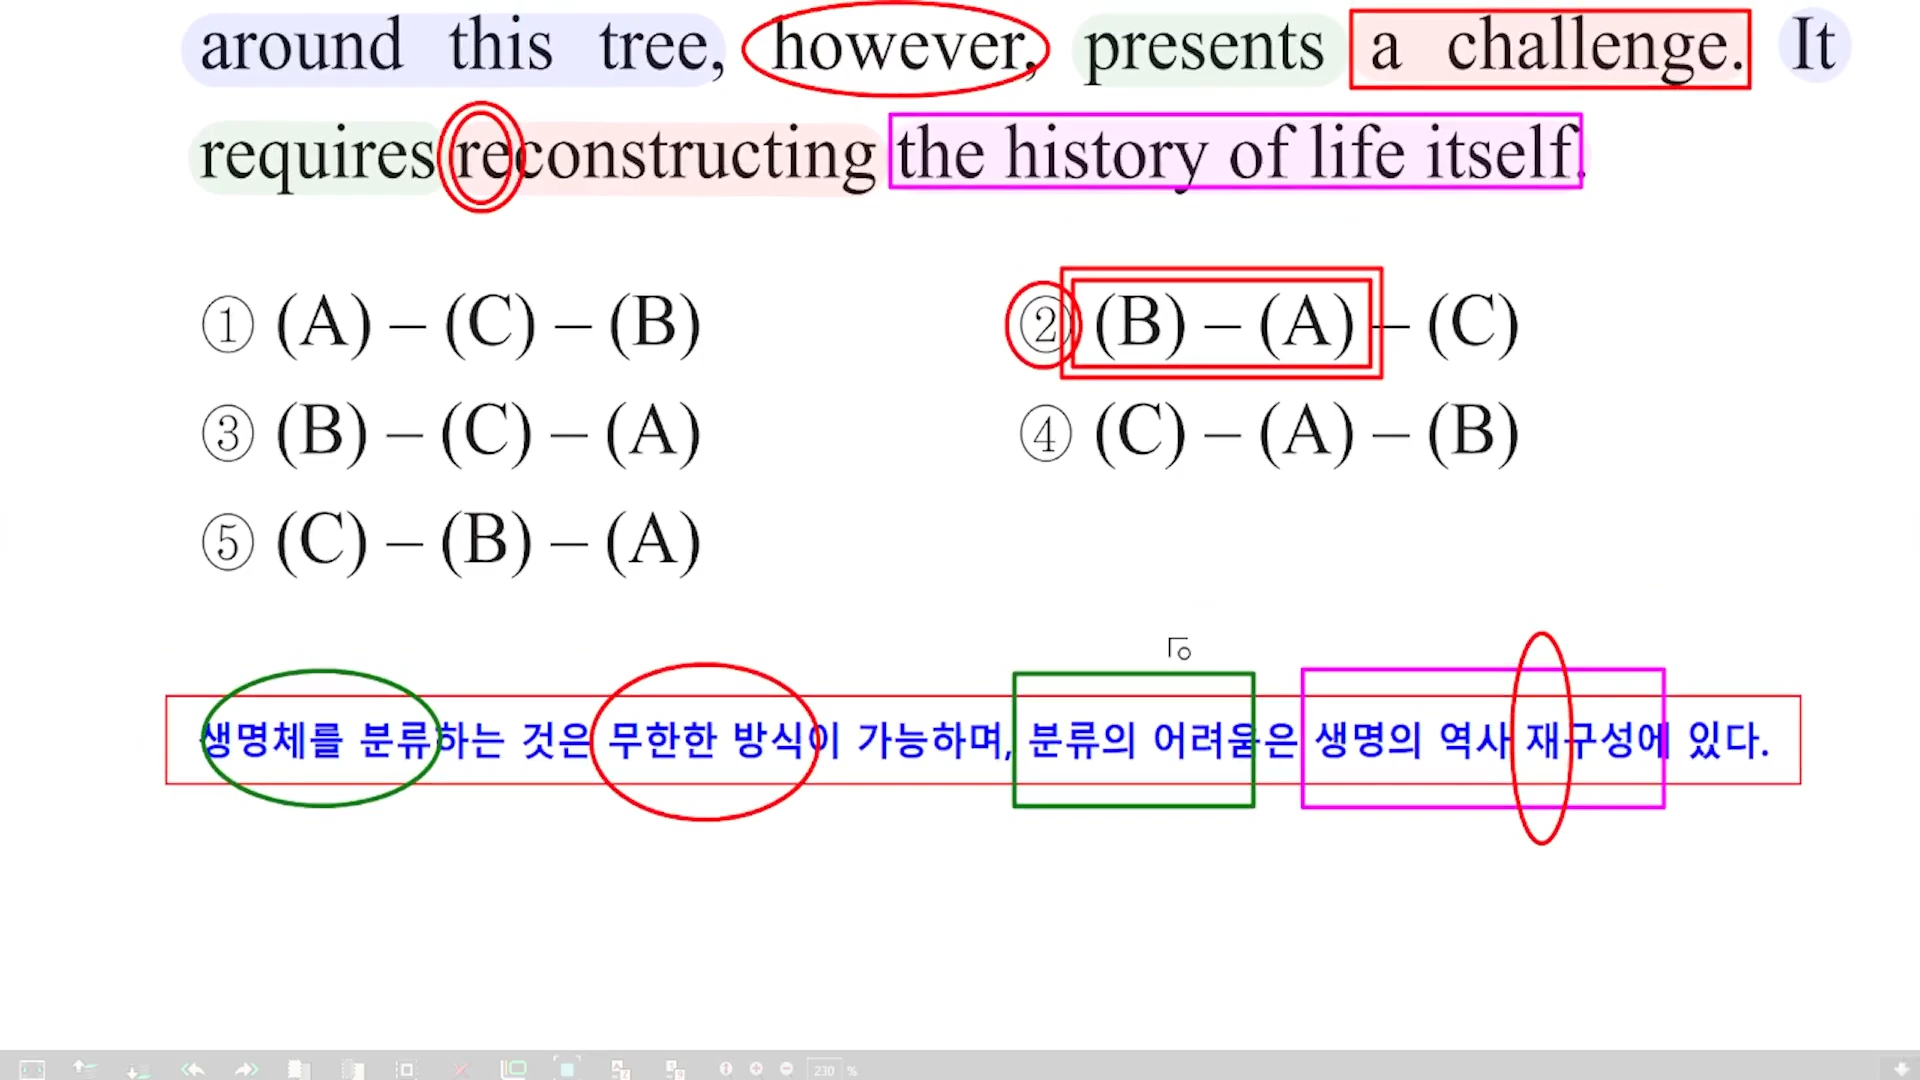 around this tree, however, presents a challenge. It
requires reconstructing the history of life itself.
① (A) – (C) – (B)
② (B) – (A) – (C)
③ (B) – (C) – (A)
④ (C) – (A) – (B)
⑤ (C) – (B) – (A)
생명체를 분류하는 것은 무한한 방식이 가능하며, 분류의 어려움은 생명의 역사 재구성에 있다.
230 %